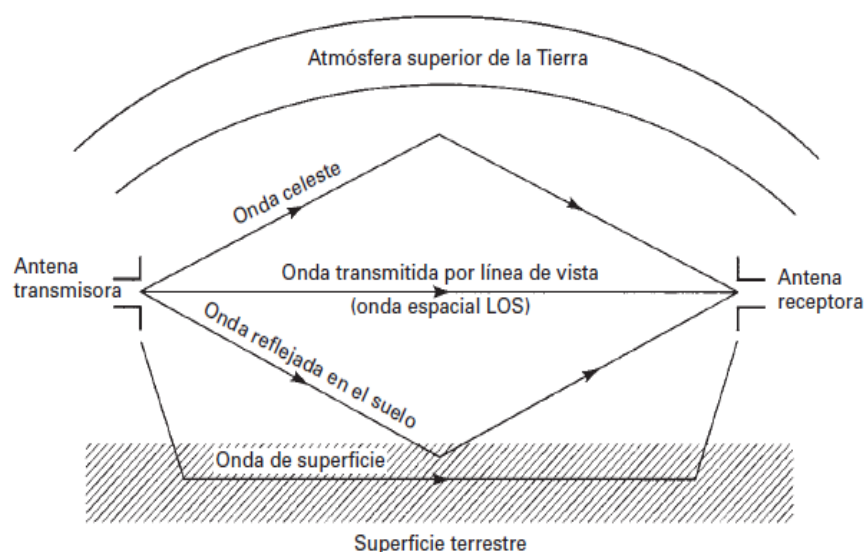 Atmósfera superior de la Tierra
Onda celeste
Antena
transmisora
Onda transmitida por línea de vista
(onda espacial LOS)
Antena
receptora
Onda reflejada en el suelo
Onda de superficie
Superficie terrestre